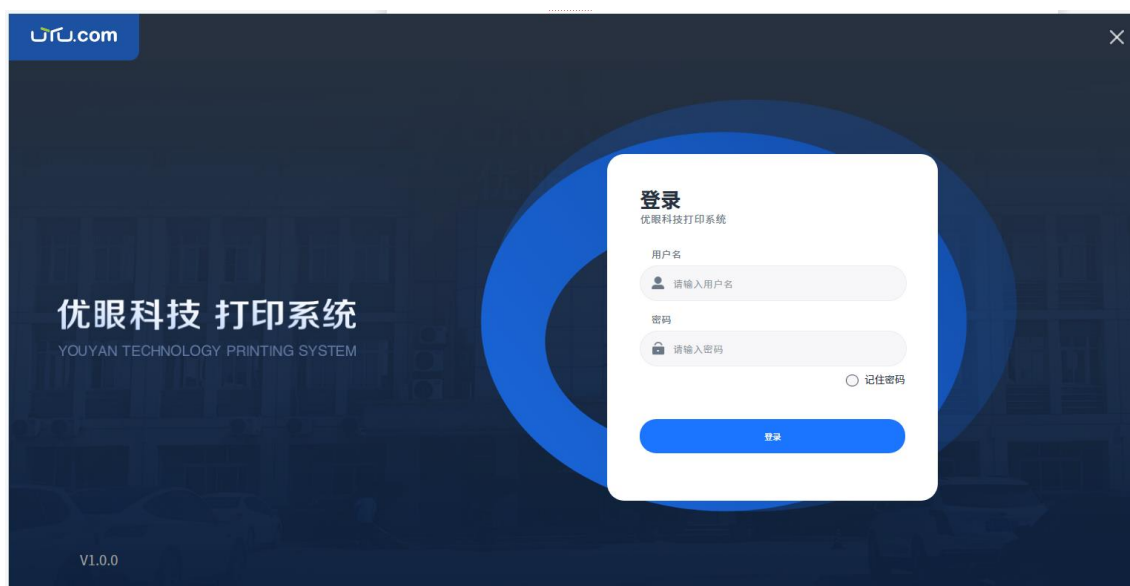 UTU.com
登录
优眼科技打印系统
用户名
请输入用户名
密码
请输入密码
记住密码
登录
优眼科技 打印系统
YOUYAN TECHNOLOGY PRINTING SYSTEM
V1.0.0